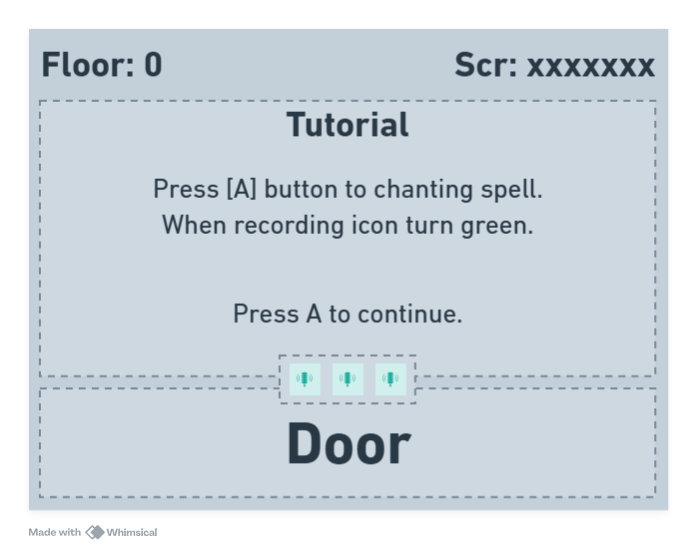 Floor: 0
Scr: xxxxxxx
Tutorial
Press [A] button to chanting spell.
When recording icon turn green.
Press A to continue.
Door
Made with Whimsical